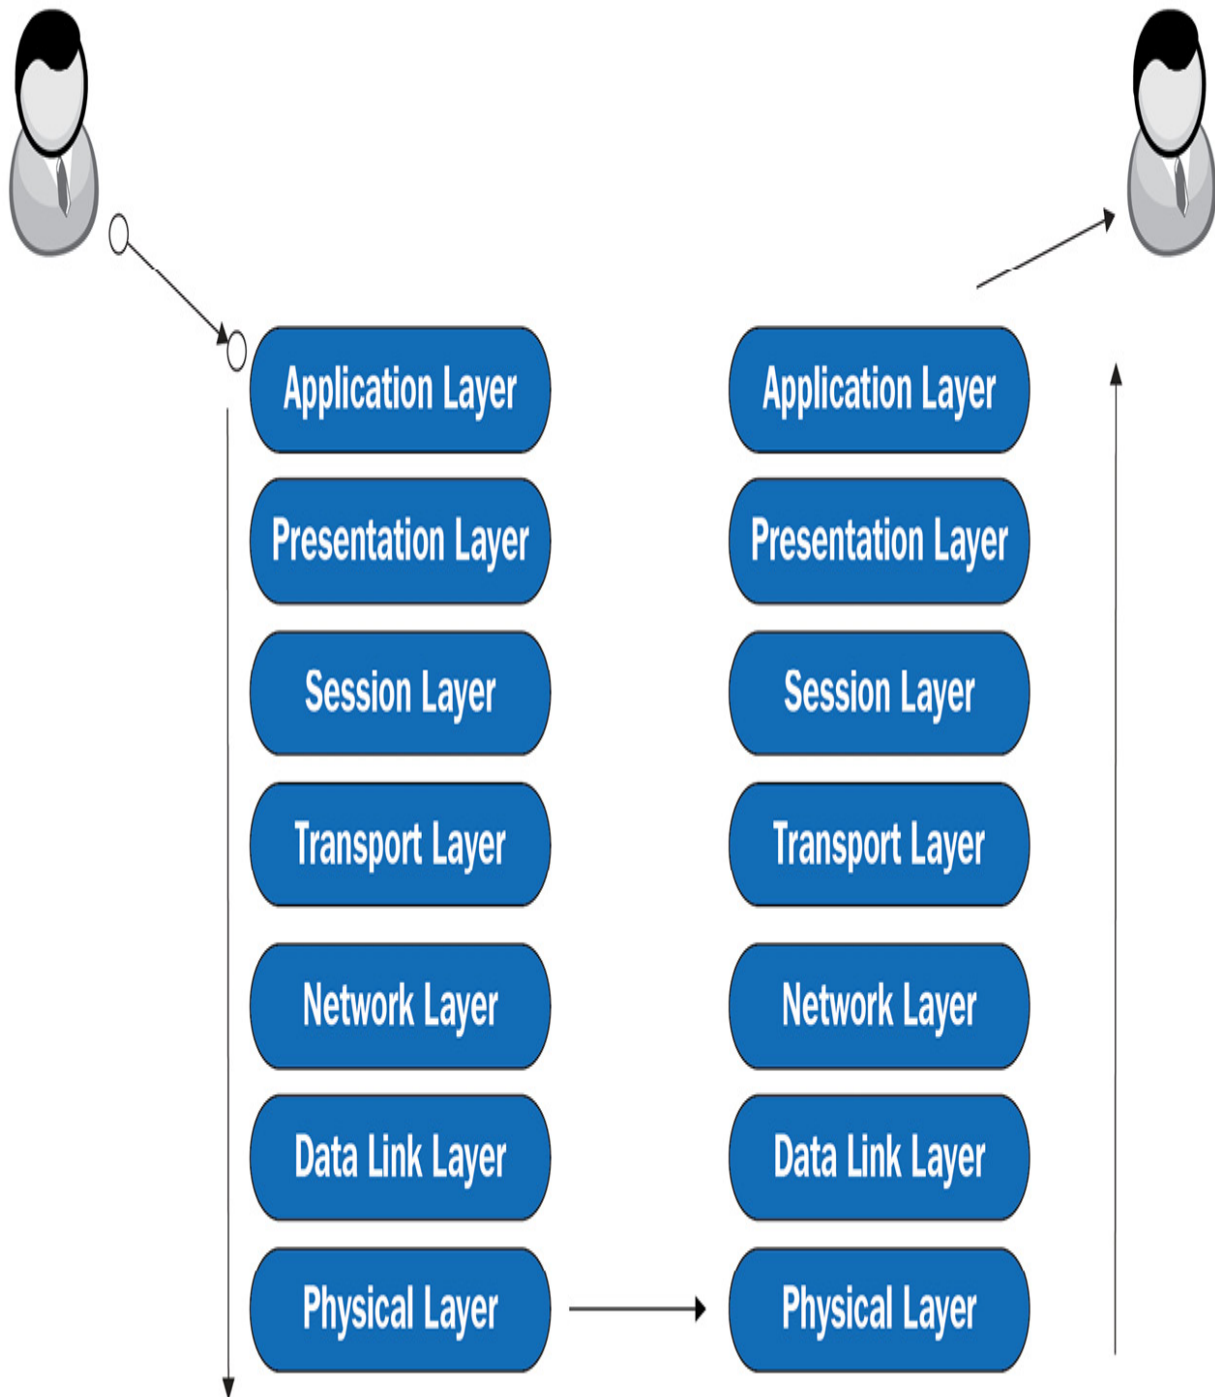 Application Layer
Presentation Layer
Session Layer
Transport Layer
Network Layer
Data Link Layer
Physical Layer
Application Layer
Presentation Layer
Session Layer
Transport Layer
Network Layer
Data Link Layer
Physical Layer